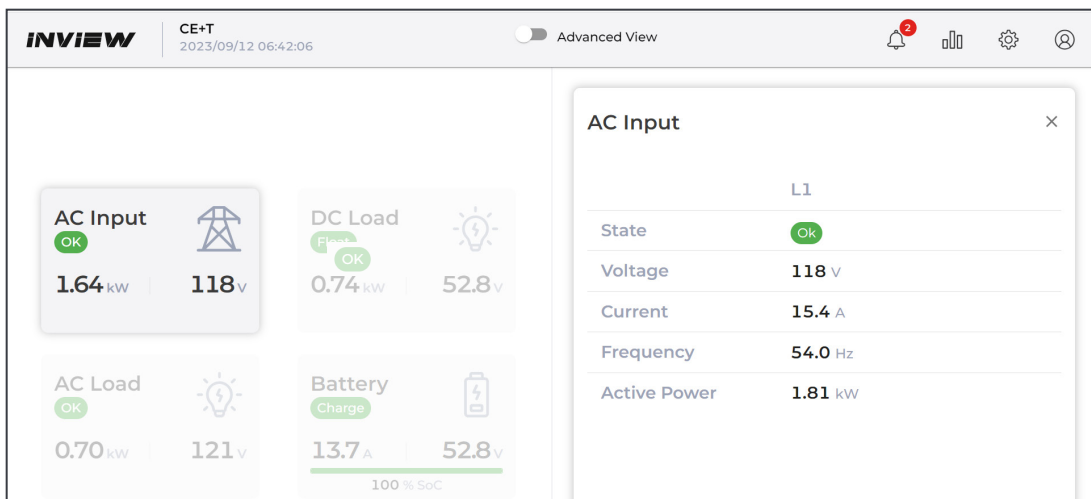 INVIEW
CE+T
2023/09/12 06:42:06
Advanced View
2
AC Input
OK
1.64 kW 118 V
DC Load
Float
OK
0.74 kW 52.8 V
AC Load
OK
0.70 kW 121 V
Battery
Charge
13.7 A 52.8 V
100 % SoC
AC Input
L1
State Ok
Voltage 118 V
Current 15.4 A
Frequency 54.0 Hz
Active Power 1.81 kW